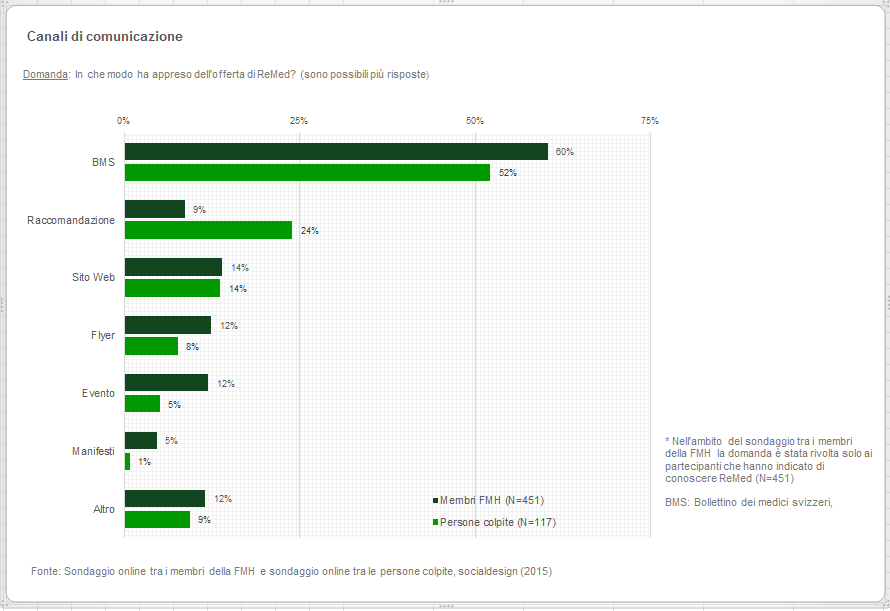 Canali di comunicazione
Domanda: In che modo ha appreso dell'offerta di ReMed? (sono possibili più risposte)
0% 25% 50% 75%
BMS
60%
52%
Raccomandazione
9%
24%
Sito Web
14%
14%
Flyer
12%
8%
Evento
12%
5%
Manifesti
5%
1%
Altro
12%
9%
Membri FMH (N=451)
Persone colpite (N=117)
* Nell'ambito del sondaggio tra i membri
della FMH la domanda è stata rivolta solo ai
partecipanti che hanno indicato di
conoscere ReMed (N=451)
BMS: Bollettino dei medici svizzeri,
Fonte: Sondaggio online tra i membri della FMH e sondaggio online tra le persone colpite, socialdesign (2015)